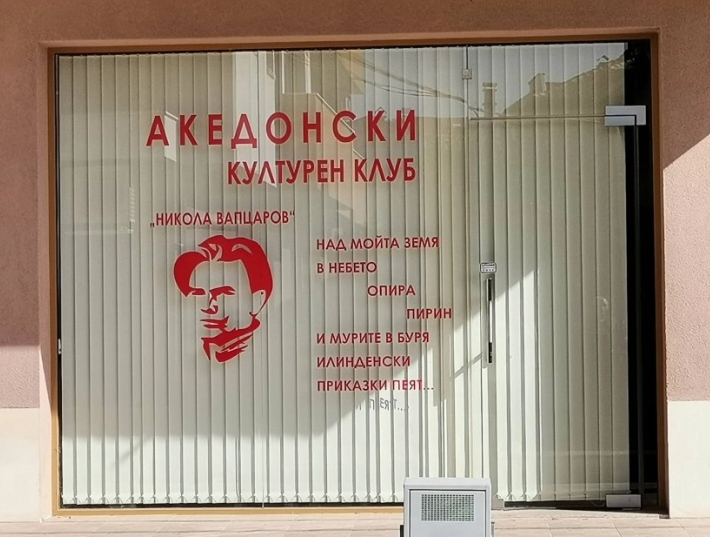 АКЕДОНСКИ
КУЛТУРЕН КЛУБ
„НИКОЛА ВАПЦАРОВ“
НАД МОЙТА ЗЕМЯ
В НЕБЕТО
ОПИРА
ПИРИН
И МУРИТЕ В БУРЯ
ИЛИНДЕНСКИ
ПРИКАЗКИ ПЕЯТ...